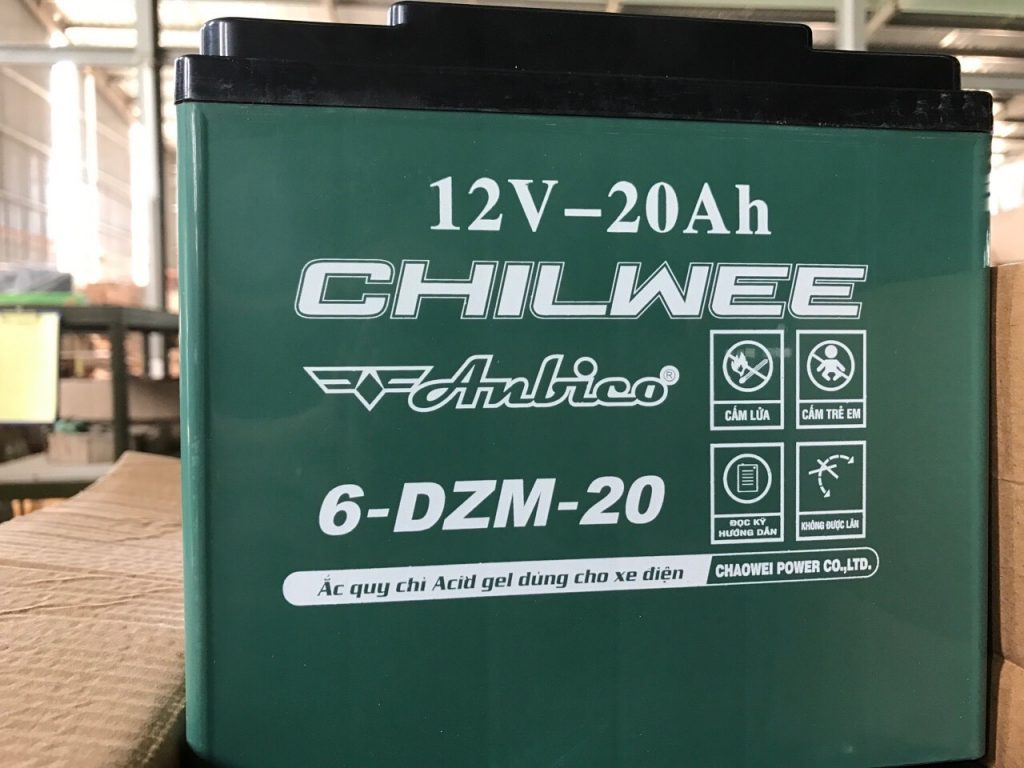 12V-20Ah
CHILWEE
Anbico®
CẤM LỬA
CẤM TRẺ EM
6-DZM-20
ĐỌC KỸ
HƯỚNG DẪN
KHÔNG ĐƯỢC LĂN
Ắc quy chì Acid gel dùng cho xe điện
CHAOWEI POWER CO.,LTD.